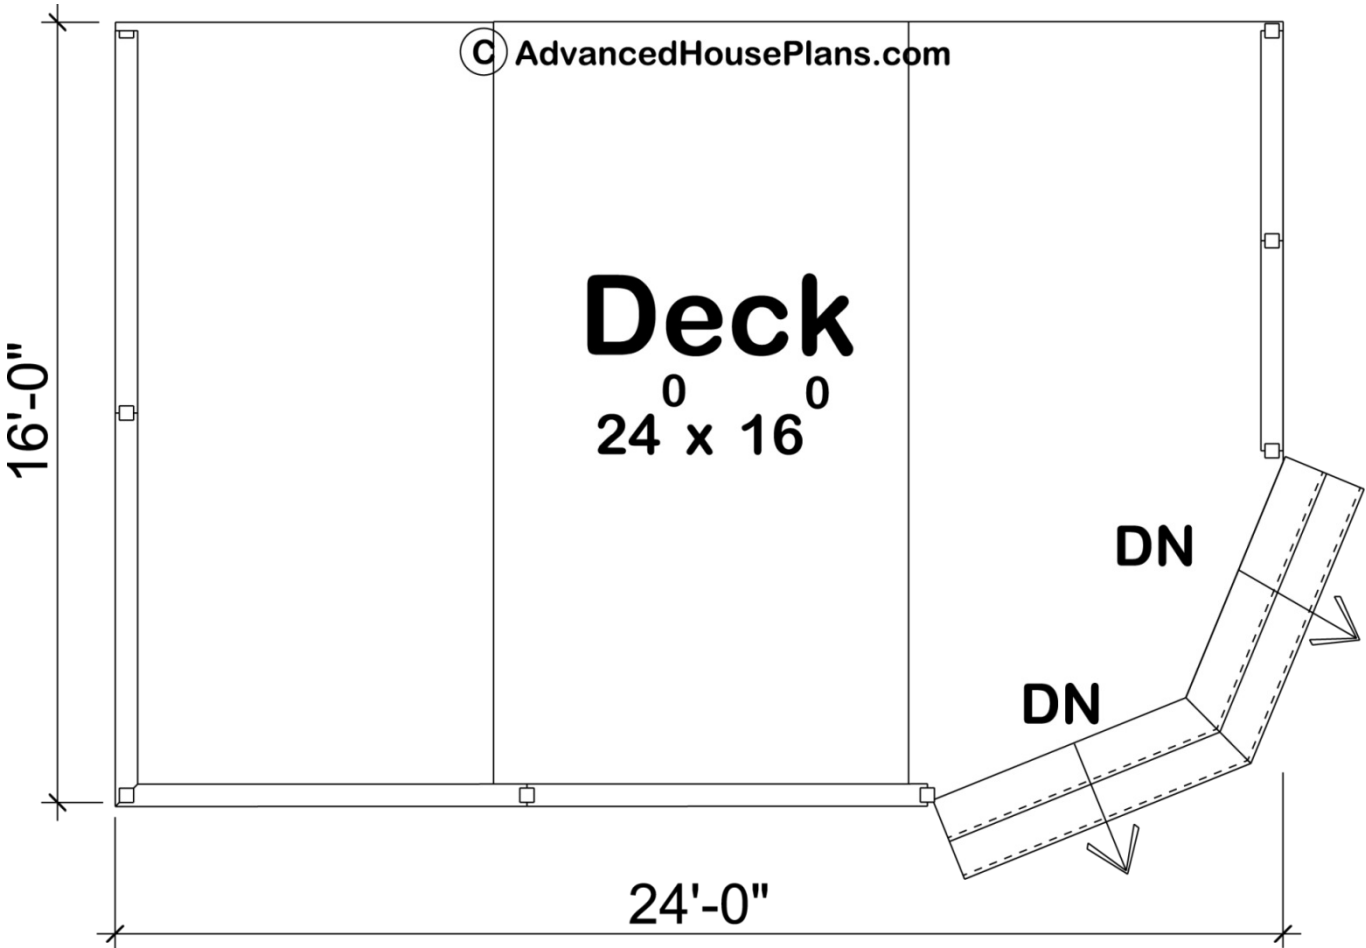 C AdvancedHousePlans.com
Deck
24⁰ x 16⁰
16'-0"
DN
DN
24'-0"